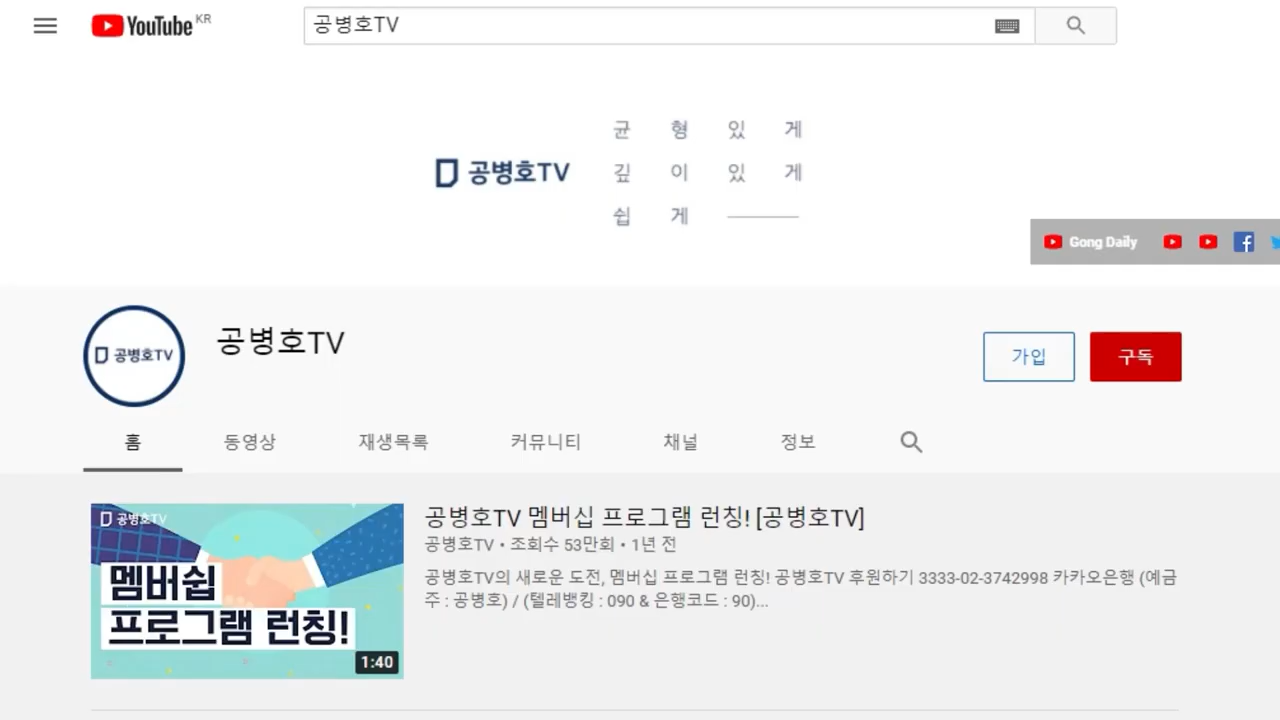 YouTube KR
공병호TV
균 형 있 게
공병호TV
깊 이 있 게
쉽 게
Gong Daily
공병호TV
공병호TV
가입
구독
홈
동영상
재생목록
커뮤니티
채널
정보
공병호TV
멤버쉽
프로그램 런칭!
1:40
공병호TV 멤버십 프로그램 런칭! [공병호TV]
공병호TV • 조회수 53만회 • 1년 전
공병호TV의 새로운 도전, 멤버십 프로그램 런칭! 공병호TV 후원하기 3333-02-3742998 카카오은행 (예금
주 : 공병호) / (텔레뱅킹 : 090 & 은행코드 : 90)...